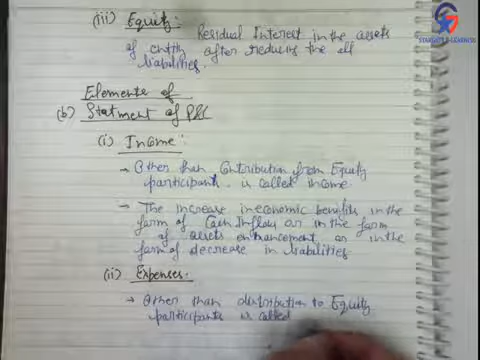 (iii) Equity:
Residual Interest in the assets
of entity after reducing the all
liabilities.
Elements of
(b) Statment of P&L
(i) Income:
→ Other than Contribution from Equity
participants is called income
→ The increase in economic benefits in the
form of Cash Inflow or in the form
of assets enhancement or in the
form of decrease in liabilities
(ii) Expenses:
→ Other than distribution to Equity
participants is called